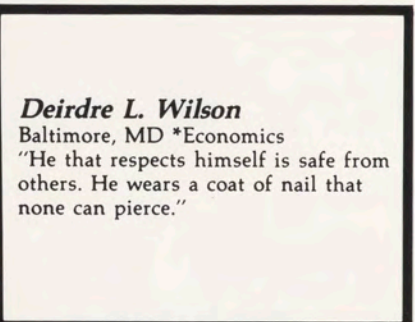 Deirdre L. Wilson
Baltimore, MD *Economics
"He that respects himself is safe from
others. He wears a coat of nail that
none can pierce."